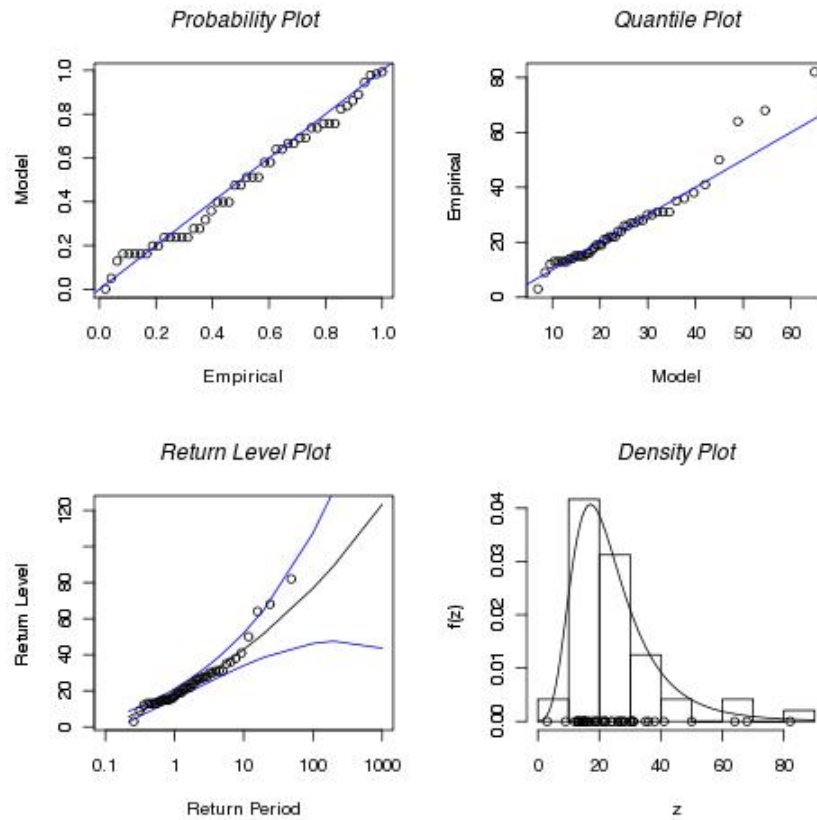 Probability Plot
Model
0.0 0.2 0.4 0.6 0.8 1.0
0.0 0.2 0.4 0.6 0.8 1.0
Empirical
Quantile Plot
Empirical
0 20 40 60 80
10 20 30 40 50 60
Model
Return Level Plot
Return Level
0 20 40 60 80 120
0.1 1 10 100 1000
Return Period
Density Plot
f(z)
0.00 0.01 0.02 0.03 0.04
0 20 40 60 80
z